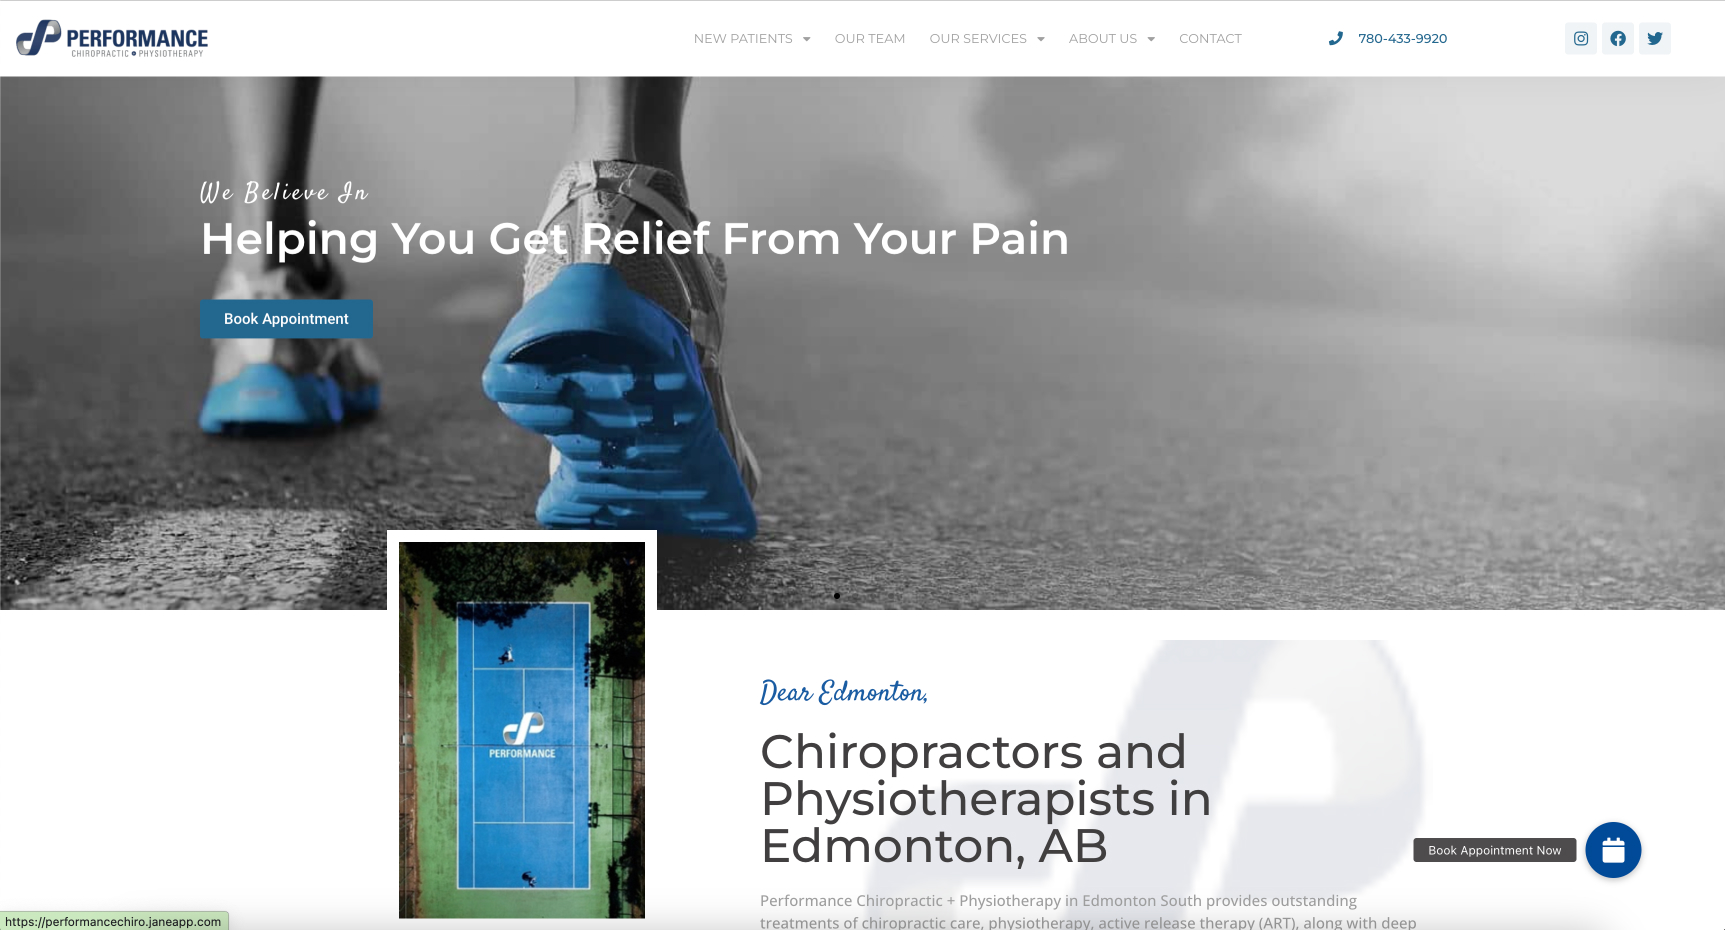 PERFORMANCE
CHIROPRACTIC • PHYSIOTHERAPY
NEW PATIENTS
OUR TEAM
OUR SERVICES
ABOUT US
CONTACT
780-433-9920
We Believe In
Helping You Get Relief From Your Pain
Book Appointment
PERFORMANCE
Dear Edmonton,
Chiropractors and
Physiotherapists in
Edmonton, AB
Performance Chiropractic + Physiotherapy in Edmonton South provides outstanding
treatments of chiropractic care, physiotherapy, active release therapy (ART), along with deep
Book Appointment Now
https://performancechiro.janeapp.com